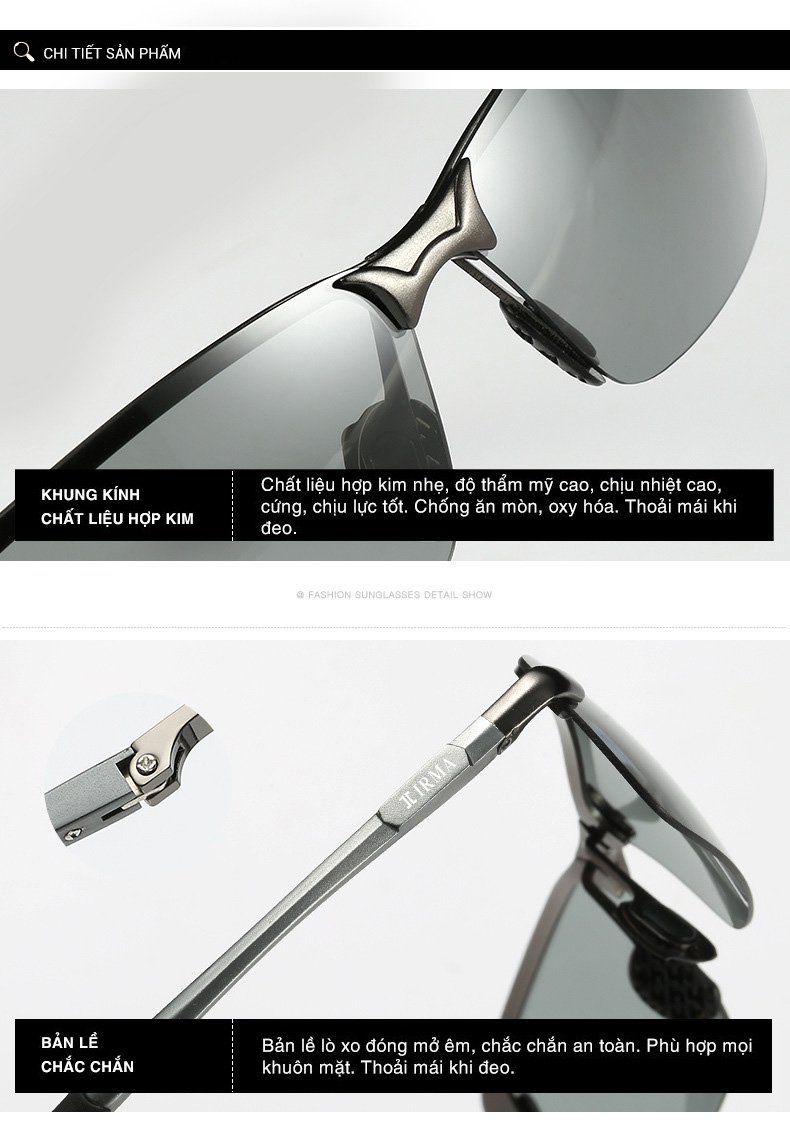 CHI TIẾT SẢN PHẨM
KHUNG KÍNH
CHẤT LIỆU HỢP KIM
Chất liệu hợp kim nhẹ, độ thẩm mỹ cao, chịu nhiệt cao,
cứng, chịu lực tốt. Chống ăn mòn, oxy hóa. Thoải mái khi
đeo.
@ FASHION SUNGLASSES DETAIL SHOW
IRMA
BẢN LỀ
CHẮC CHẮN
Bản lề lò xo đóng mở êm, chắc chắn an toàn. Phù hợp mọi
khuôn mặt. Thoải mái khi đeo.